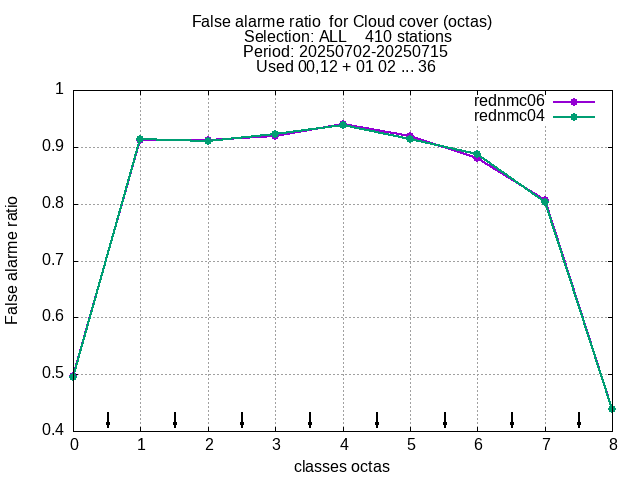 False alarme ratio  for Cloud cover (octas)
Selection: ALL    410 stations
Period: 20250702-20250715
Used 00,12 + 01 02 ... 36
rednmc06
rednmc04
1
0.9
0.8
0.7
0.6
0.5
0.4
False alarme ratio
0 1 2 3 4 5 6 7 8
classes octas